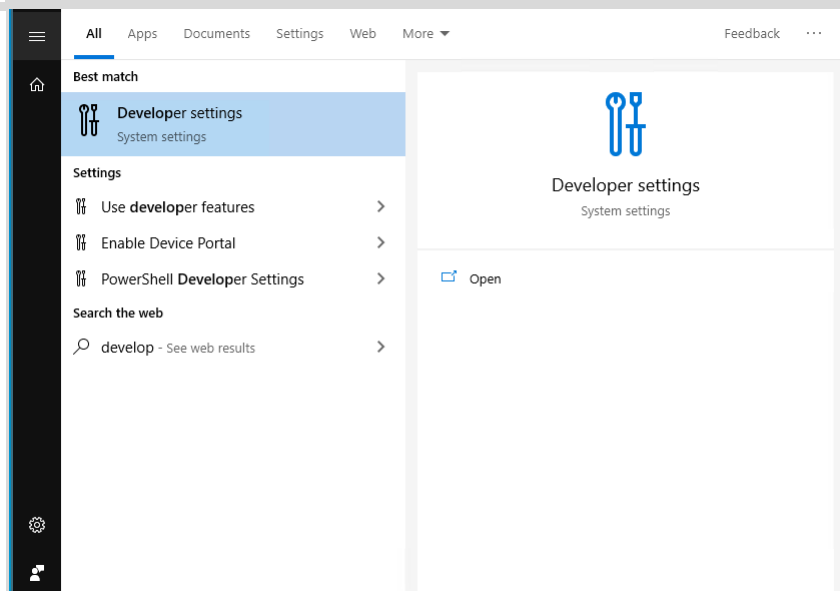 All Apps Documents Settings Web More Feedback ...
Best match
Developer settings
System settings
Settings
Use developer features
Enable Device Portal
PowerShell Developer Settings
Search the web
develop - See web results
Developer settings
System settings
Open